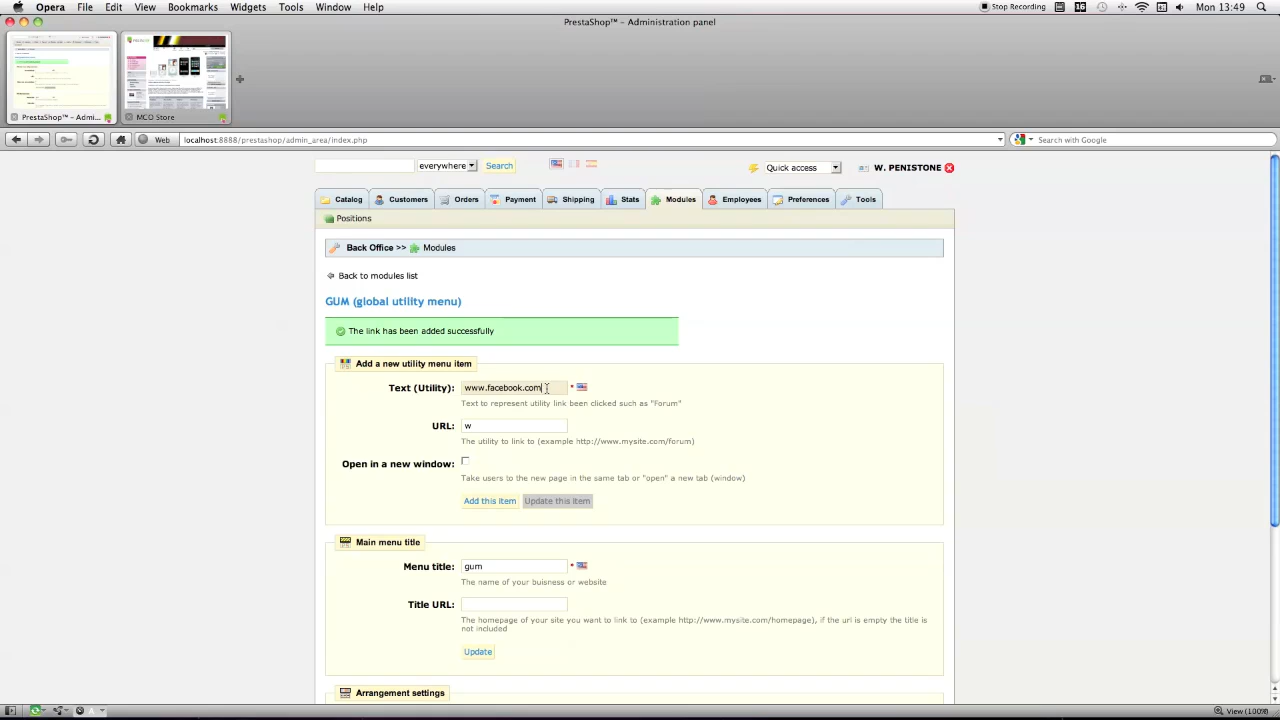 Opera File Edit View Bookmarks Widgets Tools Window Help Stop Recording 16 Mon 13:43
PrestaShop™ – Administration panel
PrestaShop™ – Admi... MCO Store
Web localhost:8888/prestashop/admin_area/index.php Search with Google
everywhere Search Quick access W. PENISTONE
Catalog Customers Orders Payment Shipping Stats Modules Employees Preferences Tools
Positions
Back Office >> Modules
Back to modules list
GUM (global utility menu)
The link has been added successfully
Add a new utility menu item
Text (Utility): www.facebook.com *
Text to represent utility link been clicked such as "Forum"
URL: w
The utility to link to (example http://www.mysite.com/forum)
Open in a new window:
Take users to the new page in the same tab or "open" a new tab (window)
Add this item Update this item
Main menu title
Menu title: gum *
The name of your buisness or website
Title URL:
The homepage of your site you want to link to (example http://www.mysite.com/homepage), if the url is empty the title is
not included
Update
Arrangement settings
View (100%)